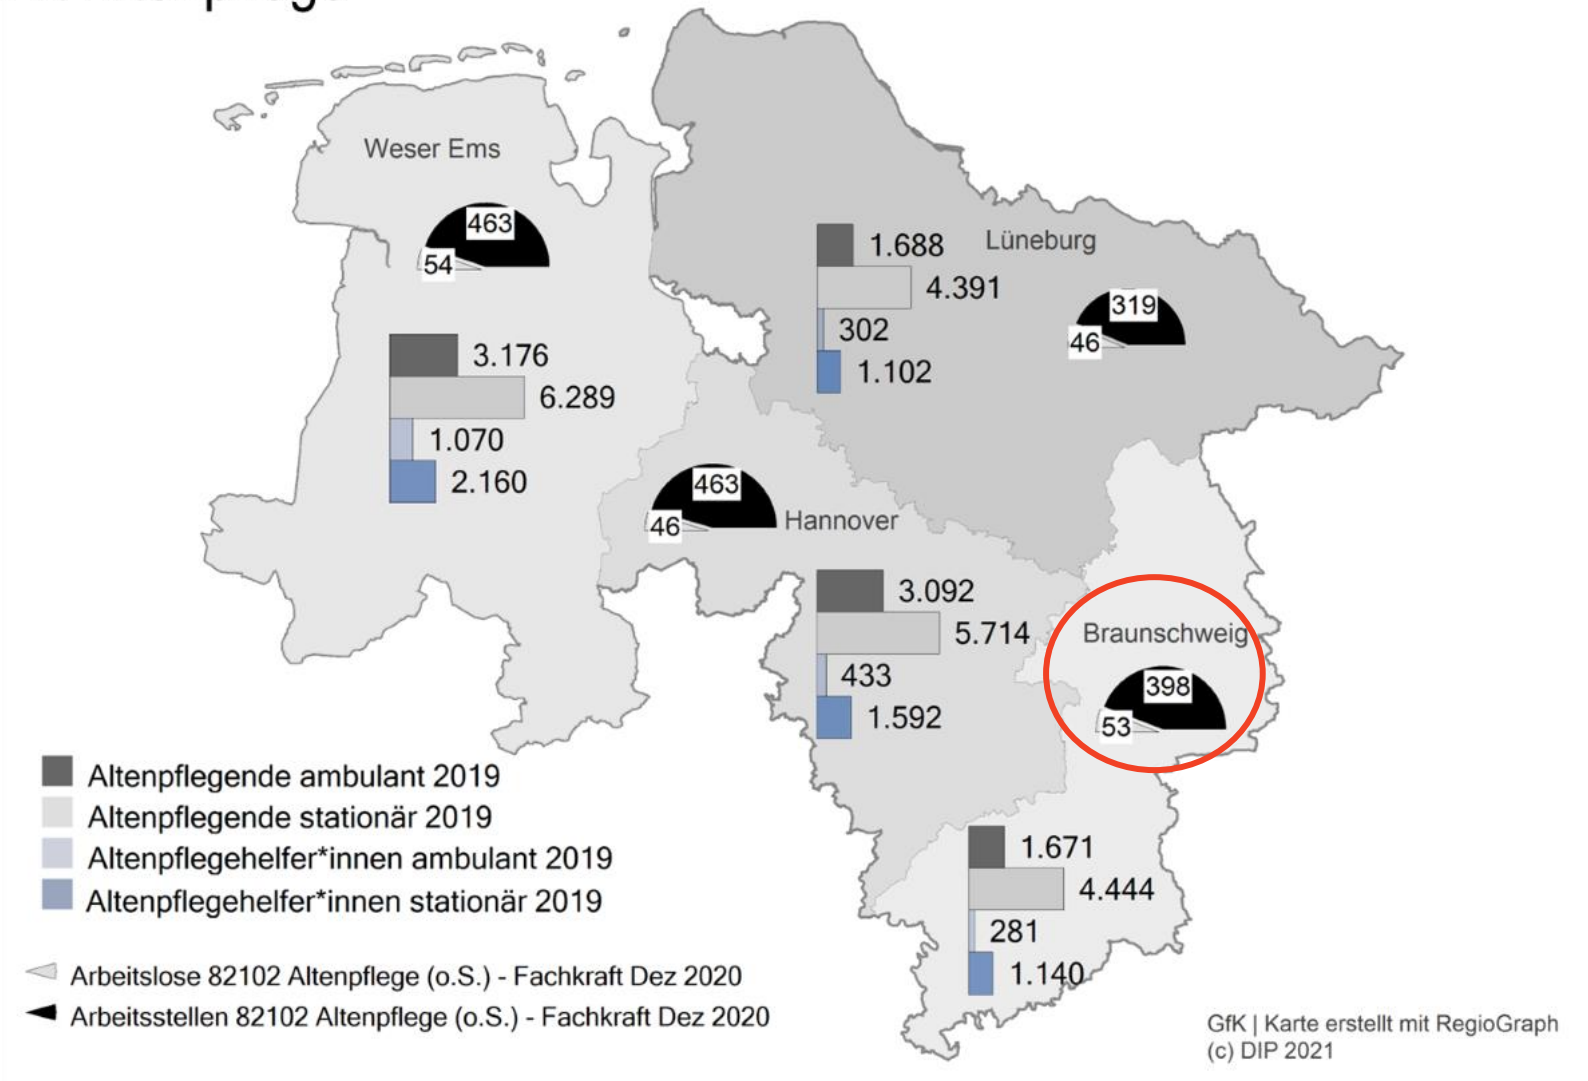 Weser Ems
463
54
3.176
6.289
1.070
2.160
1.688
Lüneburg
4.391
302
1.102
319
46
463
46
Hannover
3.092
5.714
433
1.592
Braunschweig
398
53
1.671
4.444
281
1.140
Altenpflegende ambulant 2019
Altenpflegende stationär 2019
Altenpflegehelfer*innen ambulant 2019
Altenpflegehelfer*innen stationär 2019
Arbeitslose 82102 Altenpflege (o.S.) - Fachkraft Dez 2020
Arbeitsstellen 82102 Altenpflege (o.S.) - Fachkraft Dez 2020
GfK | Karte erstellt mit RegioGraph
(c) DIP 2021